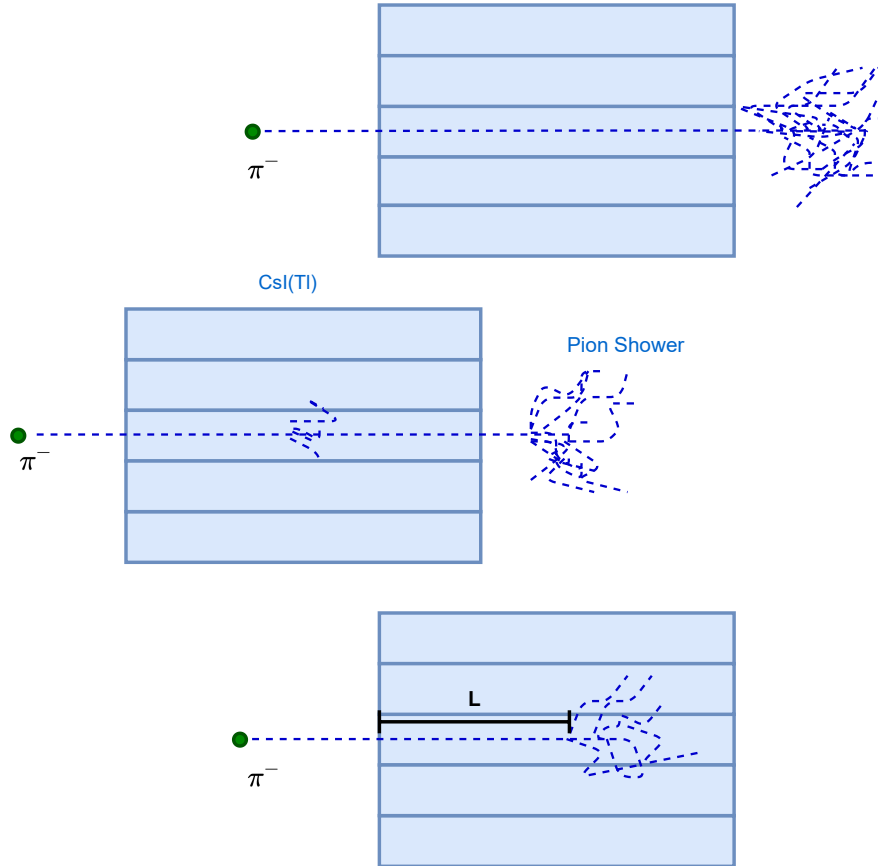 π⁻
CsI(Tl)
Pion Shower
π⁻
L
π⁻